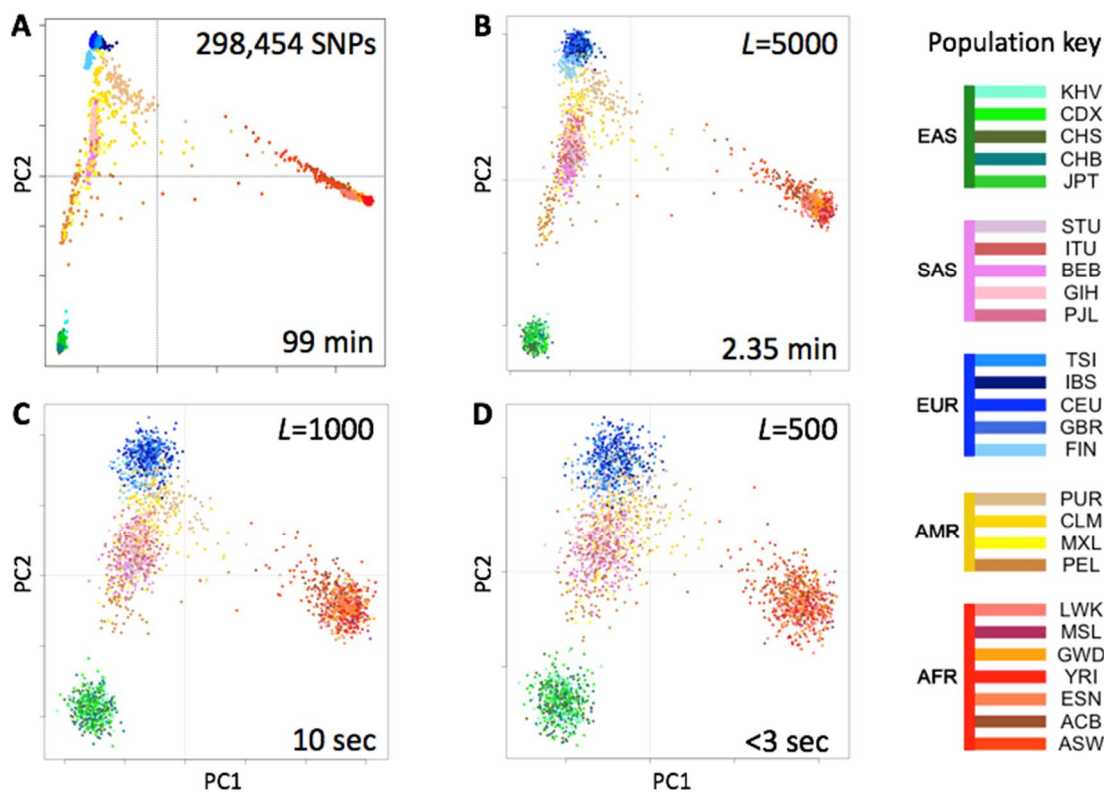 A
298,454 SNPs
PC2
99 min
B
L=5000
PC2
2.35 min
C
L=1000
PC2
10 sec
PC1
D
L=500
PC2
<3 sec
PC1
Population key
EAS
KHV
CDX
CHS
CHB
JPT
SAS
STU
ITU
BEB
GIH
PJL
EUR
TSI
IBS
CEU
GBR
FIN
AMR
PUR
CLM
MXL
PEL
AFR
LWK
MSL
GWD
YRI
ESN
ACB
ASW